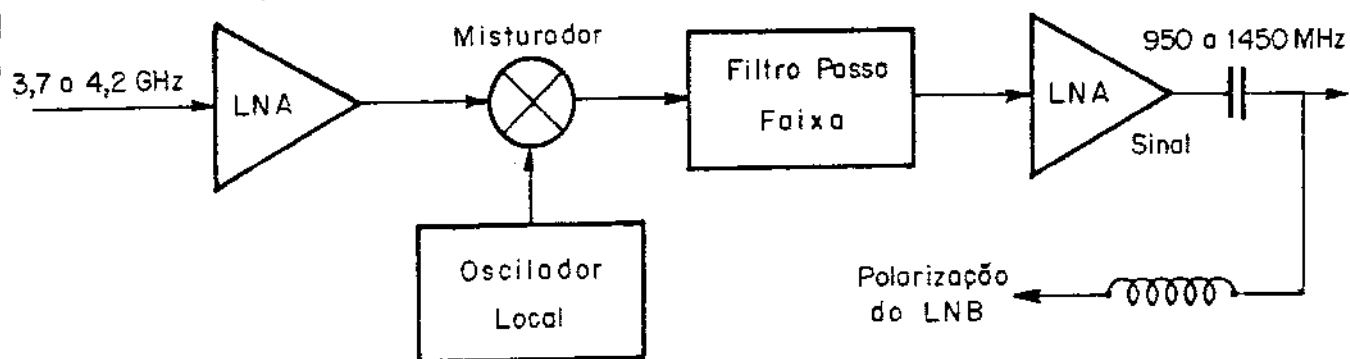 3,7 a 4,2 GHz
LNA
Misturador
Oscilador
Local
Filtro Passa
Faixa
LNA
Sinal
950 a 1450 MHz
Polarização
do LNB